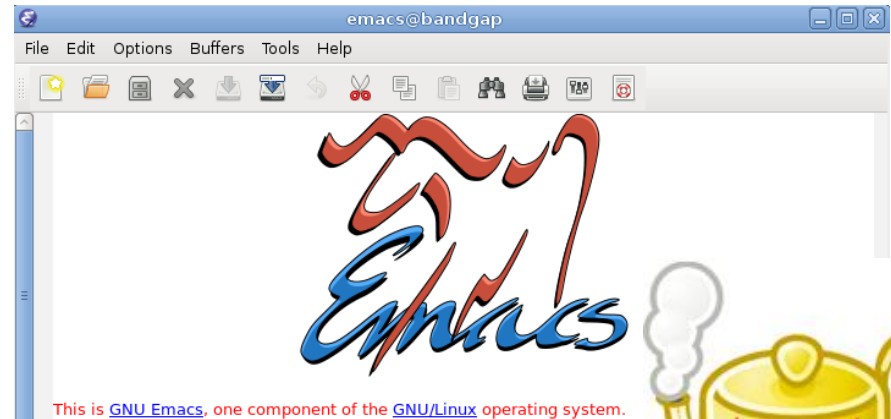 emacs@bandgap
File Edit Options Buffers Tools Help
Emacs
This is GNU Emacs, one component of the GNU/Linux operating system.